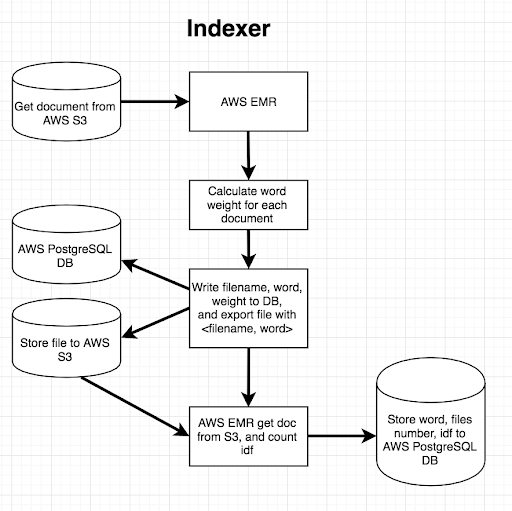 Indexer
Get document from
AWS S3
AWS EMR
Calculate word
weight for each
document
AWS PostgreSQL
DB
Write filename, word,
weight to DB,
and export file with
<filename, word>
Store file to AWS
S3
AWS EMR get doc
from S3, and count
idf
Store word, files
number, idf to
AWS PostgreSQL
DB